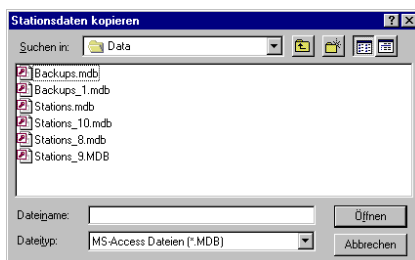 Stationsdaten kopieren
Suchen in: Data
Backups.mdb
Backups_1.mdb
Stations.mdb
Stations_10.mdb
Stations_8.mdb
Stations_9.MDB
Dateiname: Öffnen
Dateityp: MS-Access Dateien (*.MDB) Abbrechen